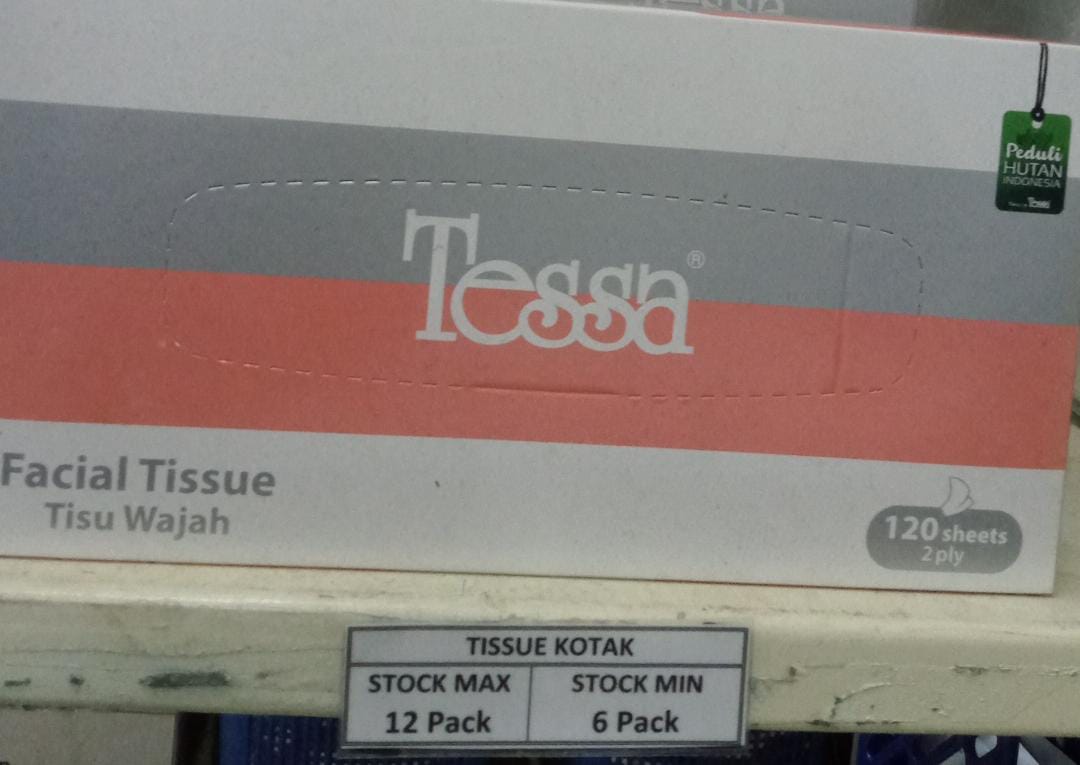 Peduli
HUTAN
INDONESIA
Tessa
Tessa®
Facial Tissue
Tisu Wajah
120 sheets
2 ply
TISSUE KOTAK
STOCK MAX
STOCK MIN
12 Pack
6 Pack